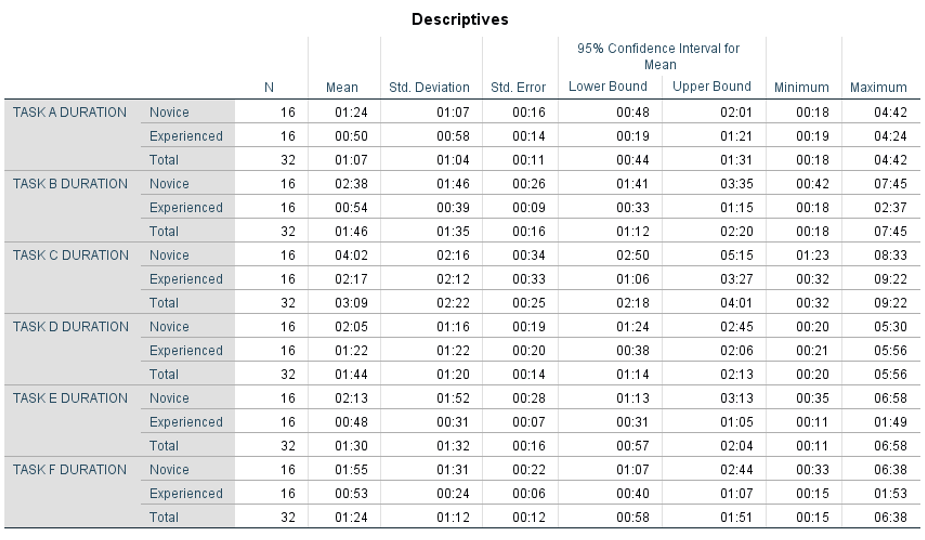 Descriptives
95% Confidence Interval for
Mean
N Mean Std. Deviation Std. Error Lower Bound Upper Bound Minimum Maximum
TASK A DURATION Novice 16 01:24 01:07 00:16 00:48 02:01 00:18 04:42
Experienced 16 00:50 00:58 00:14 00:19 01:21 00:19 04:24
Total 32 01:07 01:04 00:11 00:44 01:31 00:18 04:42
TASK B DURATION Novice 16 02:38 01:46 00:26 01:41 03:35 00:42 07:45
Experienced 16 00:54 00:39 00:09 00:33 01:15 00:18 02:37
Total 32 01:46 01:35 00:16 01:12 02:20 00:18 07:45
TASK C DURATION Novice 16 04:02 02:16 00:34 02:50 05:15 01:23 08:33
Experienced 16 02:17 02:12 00:33 01:06 03:27 00:32 09:22
Total 32 03:09 02:22 00:25 02:18 04:01 00:32 09:22
TASK D DURATION Novice 16 02:05 01:16 00:19 01:24 02:45 00:20 05:30
Experienced 16 01:22 01:22 00:20 00:38 02:06 00:21 05:56
Total 32 01:44 01:20 00:14 01:14 02:13 00:20 05:56
TASK E DURATION Novice 16 02:13 01:52 00:28 01:13 03:13 00:35 06:58
Experienced 16 00:48 00:31 00:07 00:31 01:05 00:11 01:49
Total 32 01:30 01:32 00:16 00:57 02:04 00:11 06:58
TASK F DURATION Novice 16 01:55 01:31 00:22 01:07 02:44 00:33 06:38
Experienced 16 00:53 00:24 00:06 00:40 01:07 00:15 01:53
Total 32 01:24 01:12 00:12 00:58 01:51 00:15 06:38